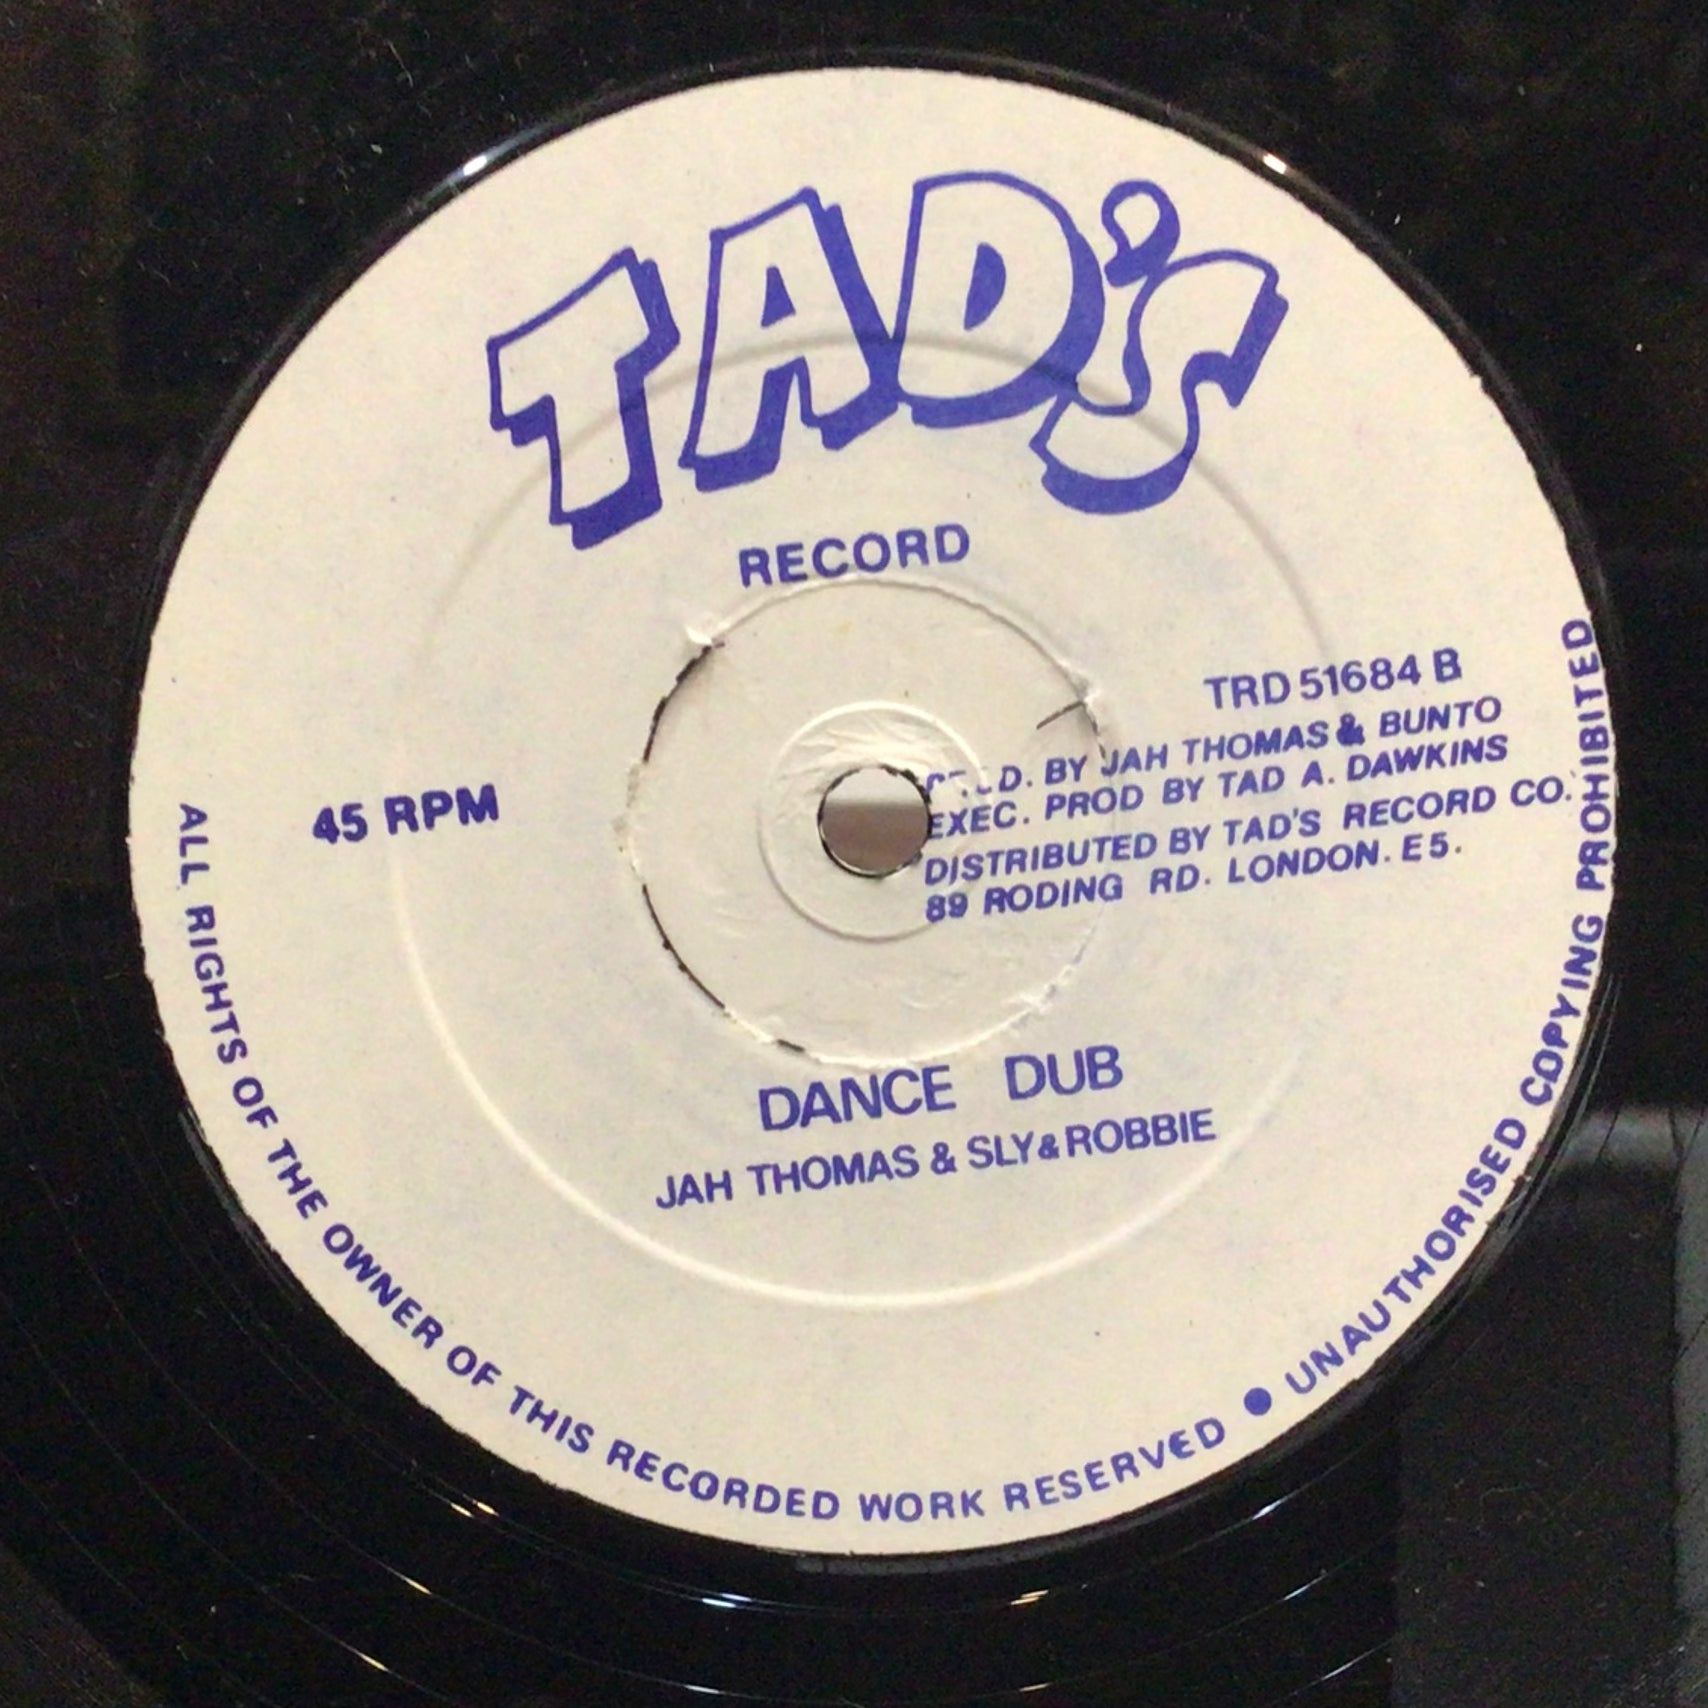 TAD's
RECORD
TRD 51684 B
D. BY JAH THOMAS & BUNTO
EXEC. PROD BY TAD A. DAWKINS
DISTRIBUTED BY TAD'S RECORD CO.
89 RODING RD. LONDON. E5.
45 RPM
DANCE DUB
JAH THOMAS & SLY & ROBBIE
ALL RIGHTS OF THE OWNER OF THIS RECORDED WORK RESERVED ● UNAUTHORISED COPYING PROHIBITED